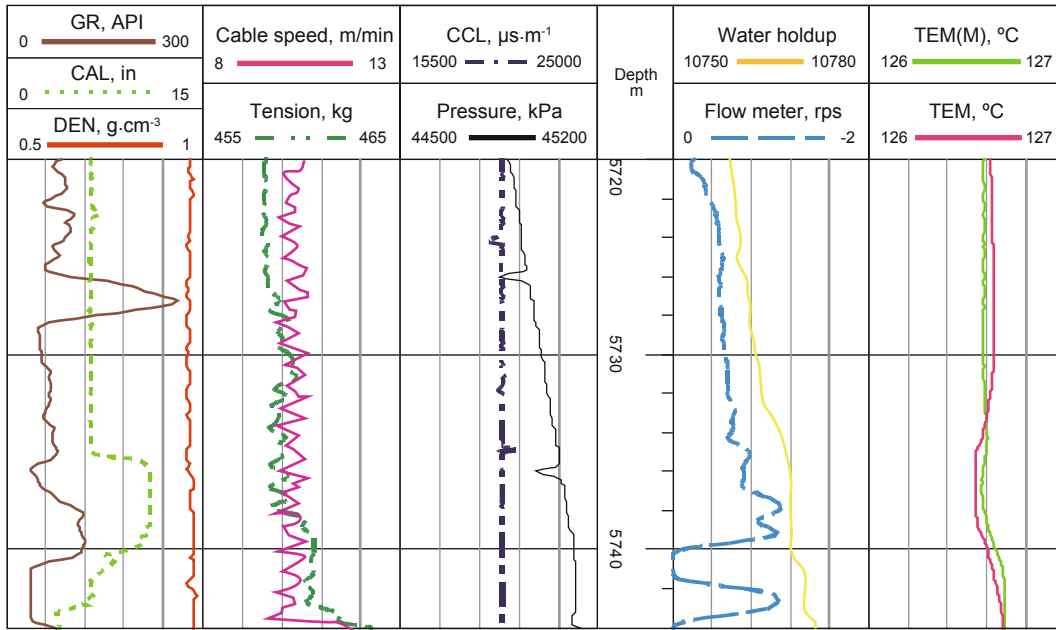 GR, API
0 300
CAL, in
0 15
DEN, g·cm⁻³
0.5 1
Cable speed, m/min
8 13
Tension, kg
455 465
CCL, μs·m⁻¹
15500 25000
Pressure, kPa
44500 45200
Depth
m
Water holdup
10750 10780
Flow meter, rps
0 -2
TEM(M), ºC
126 127
TEM, ºC
126 127
5720
5730
5740